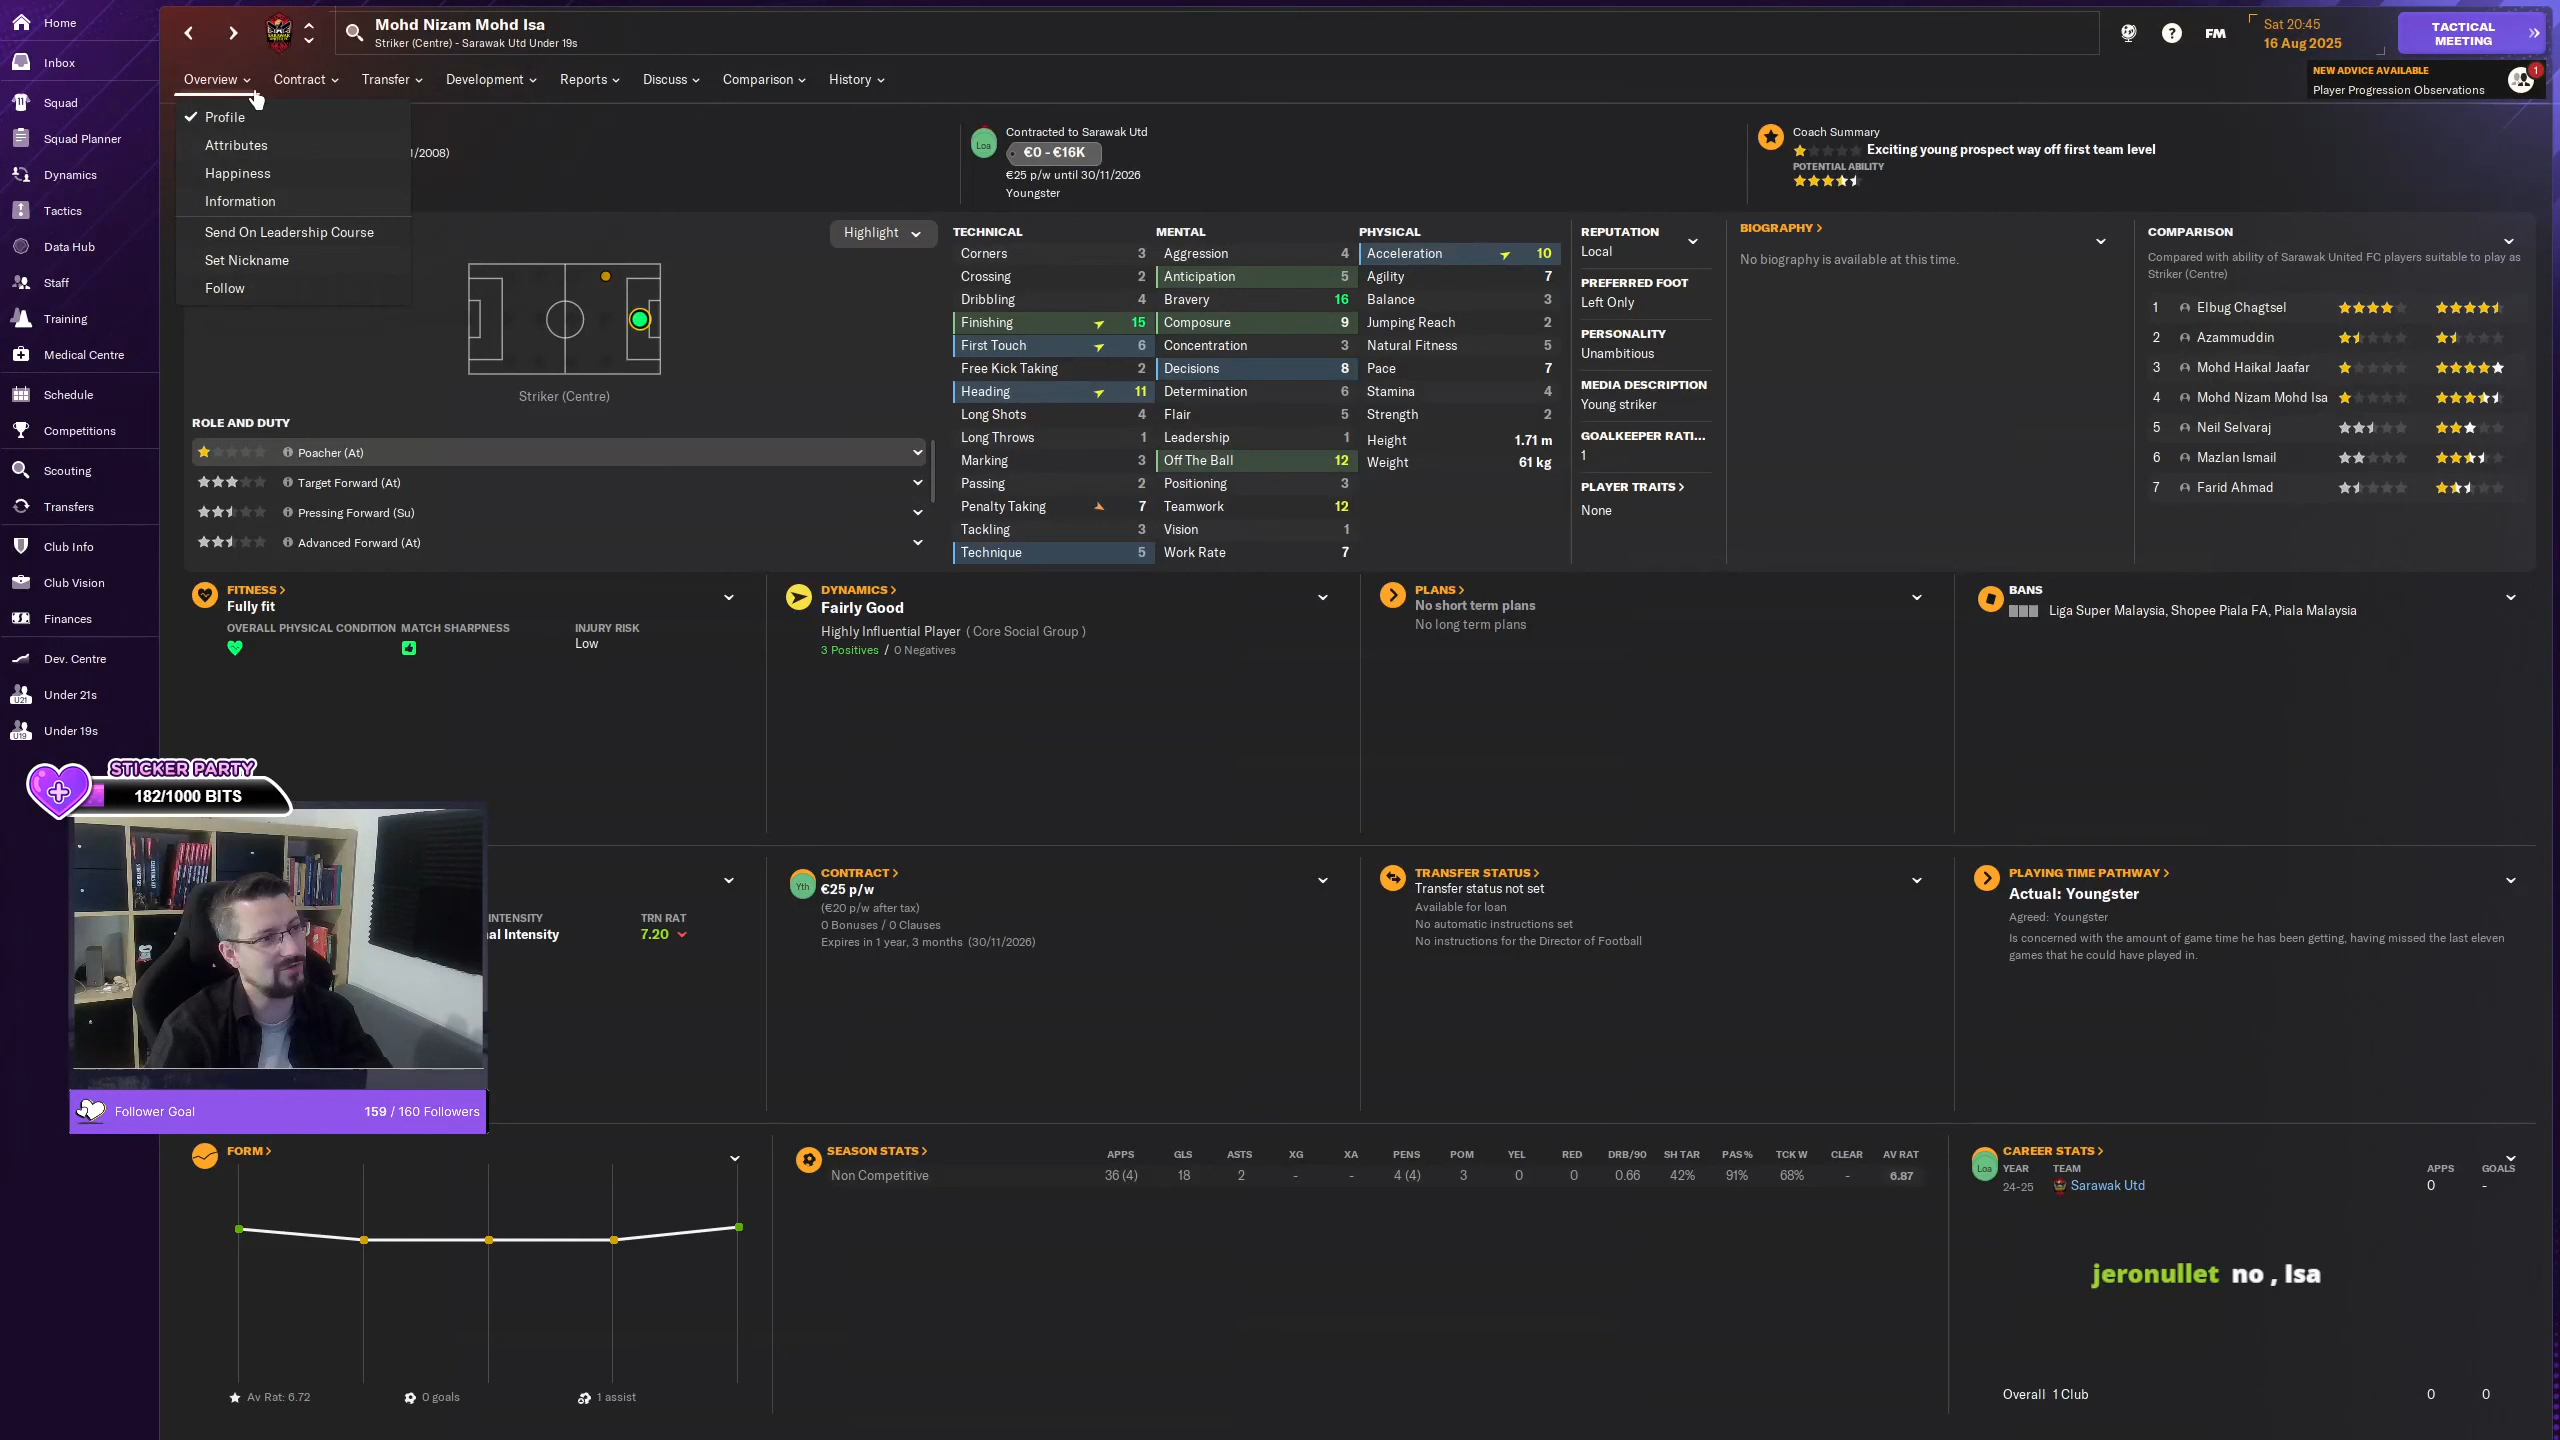 Home
Inbox
Squad
Squad Planner
Dynamics
Tactics
Data Hub
Staff
Training
Medical Centre
Schedule
Competitions
Scouting
Transfers
Club Info
Club Vision
Finances
Dev. Centre
Under 21s
Under 19s
Mohd Nizam Mohd Isa
Striker (Centre) - Sarawak Utd Under 19s
FM
Sat 20:45
16 Aug 2025
TACTICAL
MEETING
Overview Contract Transfer Development Reports Discuss Comparison History
NEW ADVICE AVAILABLE
Player Progression Observations
1
Profile
Attributes
Happiness
Information
Send On Leadership Course
Set Nickname
Follow
1/2008)
Loa
Contracted to Sarawak Utd
€0 - €16K
€25 p/w until 30/11/2026
Youngster
Coach Summary
Exciting young prospect way off first team level
POTENTIAL ABILITY
Highlight
Striker (Centre)
ROLE AND DUTY
Poacher (At)
Target Forward (At)
Pressing Forward (Su)
Advanced Forward (At)
TECHNICAL
Corners 3
Crossing 2
Dribbling 4
Finishing 15
First Touch 6
Free Kick Taking 2
Heading 11
Long Shots 4
Long Throws 1
Marking 3
Passing 2
Penalty Taking 7
Tackling 3
Technique 5
MENTAL
Aggression 4
Anticipation 5
Bravery 16
Composure 9
Concentration 3
Decisions 8
Determination 6
Flair 5
Leadership 1
Off The Ball 12
Positioning 3
Teamwork 12
Vision 1
Work Rate 7
PHYSICAL
Acceleration 10
Agility 7
Balance 3
Jumping Reach 2
Natural Fitness 5
Pace 7
Stamina 4
Strength 2
Height 1.71 m
Weight 61 kg
REPUTATION
Local
PREFERRED FOOT
Left Only
PERSONALITY
Unambitious
MEDIA DESCRIPTION
Young striker
GOALKEEPER RATI...
1
PLAYER TRAITS >
None
BIOGRAPHY >
No biography is available at this time.
COMPARISON
Compared with ability of Sarawak United FC players suitable to play as
Striker (Centre)
1 Elbug Chagtsel
2 Azammuddin
3 Mohd Haikal Jaafar
4 Mohd Nizam Mohd Isa
5 Neil Selvaraj
6 Mazlan Ismail
7 Farid Ahmad
FITNESS >
Fully fit
OVERALL PHYSICAL CONDITION MATCH SHARPNESS INJURY RISK
Low
DYNAMICS >
Fairly Good
Highly Influential Player ( Core Social Group )
3 Positives / 0 Negatives
PLANS >
No short term plans
No long term plans
BANS
Liga Super Malaysia, Shopee Piala FA, Piala Malaysia
STICKER PARTY
182/1000 BITS
INTENSITY TRN RAT
al Intensity 7.20
Yth
CONTRACT >
€25 p/w
(€20 p/w after tax)
0 Bonuses / 0 Clauses
Expires in 1 year, 3 months (30/11/2026)
TRANSFER STATUS >
Transfer status not set
Available for loan
No automatic instructions set
No instructions for the Director of Football
PLAYING TIME PATHWAY >
Actual: Youngster
Agreed: Youngster
Is concerned with the amount of game time he has been getting, having missed the last eleven
games that he could have played in.
Follower Goal 159 / 160 Followers
FORM >
Av Rat: 6.72 0 goals 1 assist
SEASON STATS > APPS GLS ASTS XG XA PENS POM YEL RED DRB/90 SH TAR PAS % TCK W CLEAR AV RAT
Non Competitive 36 (4) 18 2 - - 4 (4) 3 0 0 0.66 42% 91% 68% - 6.87
Loa
CAREER STATS >
YEAR TEAM APPS GOALS
24-25 Sarawak Utd 0 -
jeronullet no , Isa
Overall 1 Club 0 0